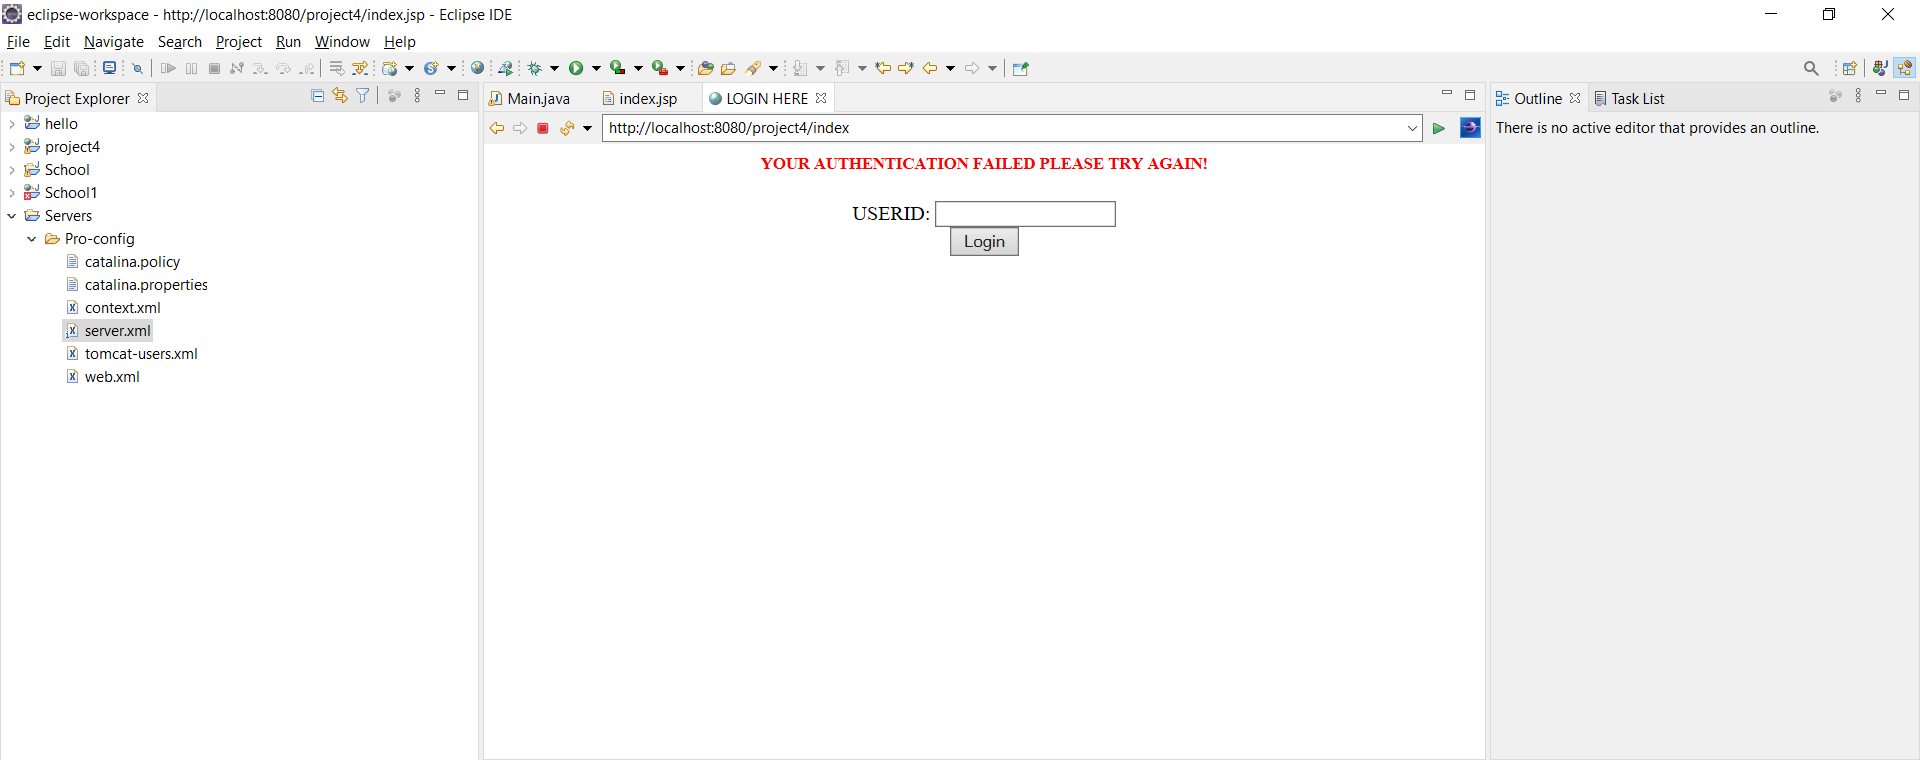 eclipse-workspace - http://localhost:8080/project4/index.jsp - Eclipse IDE
File Edit Navigate Search Project Run Window Help
Project Explorer
hello
project4
School
School1
Servers
Pro-config
catalina.policy
catalina.properties
context.xml
server.xml
tomcat-users.xml
web.xml
Main.java index.jsp LOGIN HERE
http://localhost:8080/project4/index
YOUR AUTHENTICATION FAILED PLEASE TRY AGAIN!
USERID:
Login
Outline Task List
There is no active editor that provides an outline.